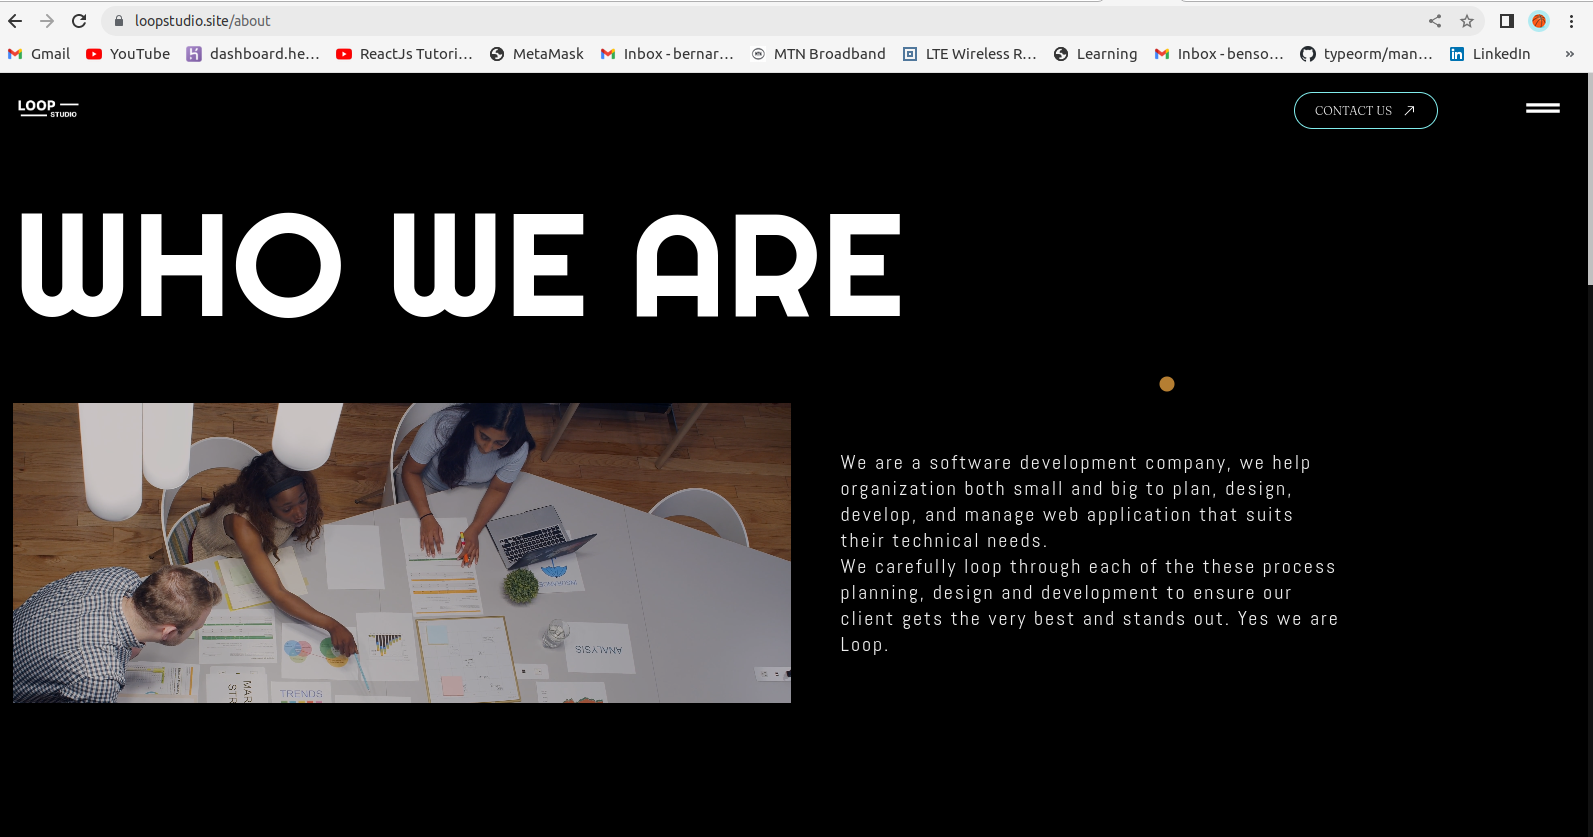 loopstudio.site/about
Gmail YouTube dashboard.he... ReactJs Tutori... MetaMask Inbox - bernar... MTN Broadband LTE Wireless R... Learning Inbox - benso... typeorm/man... LinkedIn »
LOOP
STUDIO
CONTACT US
WHO WE ARE
We are a software development company, we help
organization both small and big to plan, design,
develop, and manage web application that suits
their technical needs.
We carefully loop through each of the these process
planning, design and development to ensure our
client gets the very best and stands out. Yes we are
Loop.
ANALYSIS
TRENDS
MAR
STR